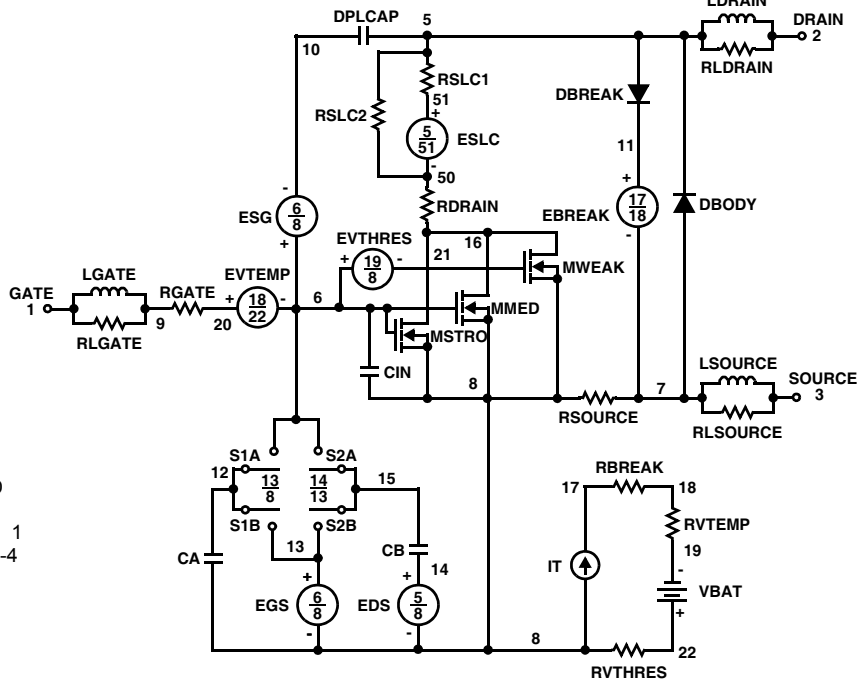 LDRAIN
DPLCAP
5
DRAIN
2
10
RLDRAIN
RSLC1
DBREAK
51
RSLC2
+
5
51
ESLC
11
-
50
-
+
17
18
DBODY
6
8
ESG
RDRAIN
EBREAK
+
EVTHRES
16
-
+
19
8
-
21
MWEAK
LGATE
EVTEMP
GATE
1
RGATE
+
18
22
-
6
MMED
9
20
MSTRO
RLGATE
LSOURCE
CIN
8
7
SOURCE
3
RSOURCE
RLSOURCE
S1A
S2A
12
13
8
14
13
15
RBREAK
17
18
S1B
S2B
RVTEMP
13
CB
19
CA
1
-4
14
IT
-
+
+
VBAT
EGS
6
8
EDS
5
8
+
-
-
8
22
RVTHRES